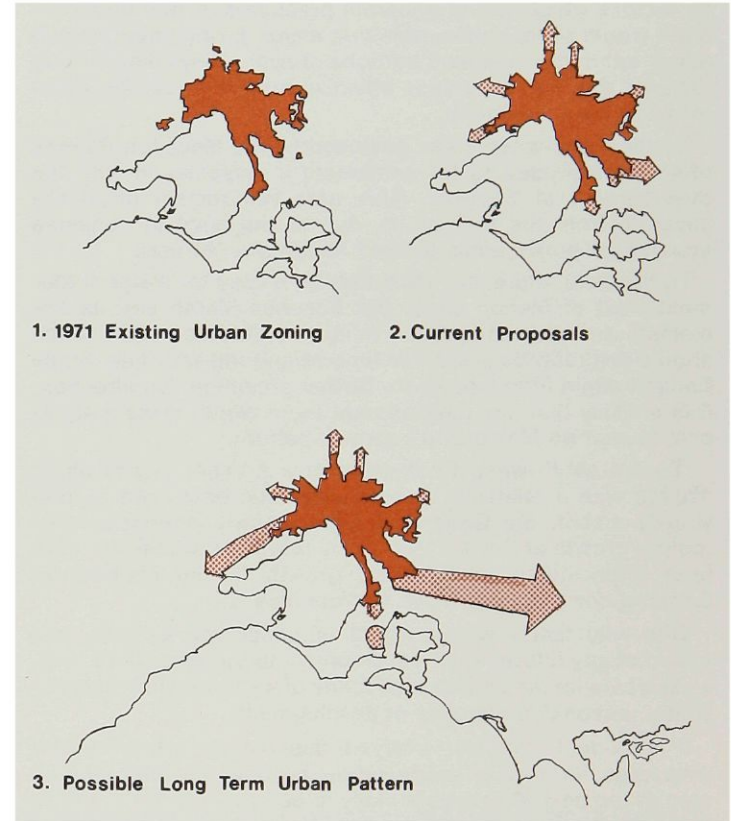 1. 1971 Existing Urban Zoning
2. Current Proposals
3. Possible Long Term Urban Pattern